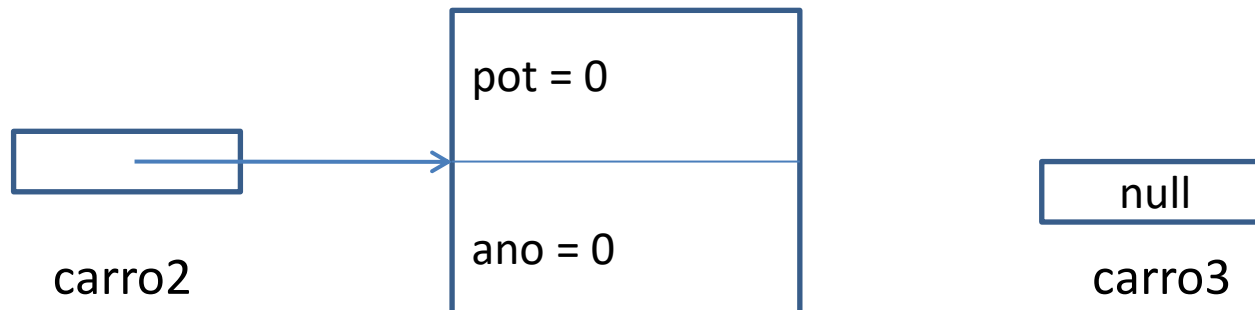 pot = 0
ano = 0
carro2
null
carro3